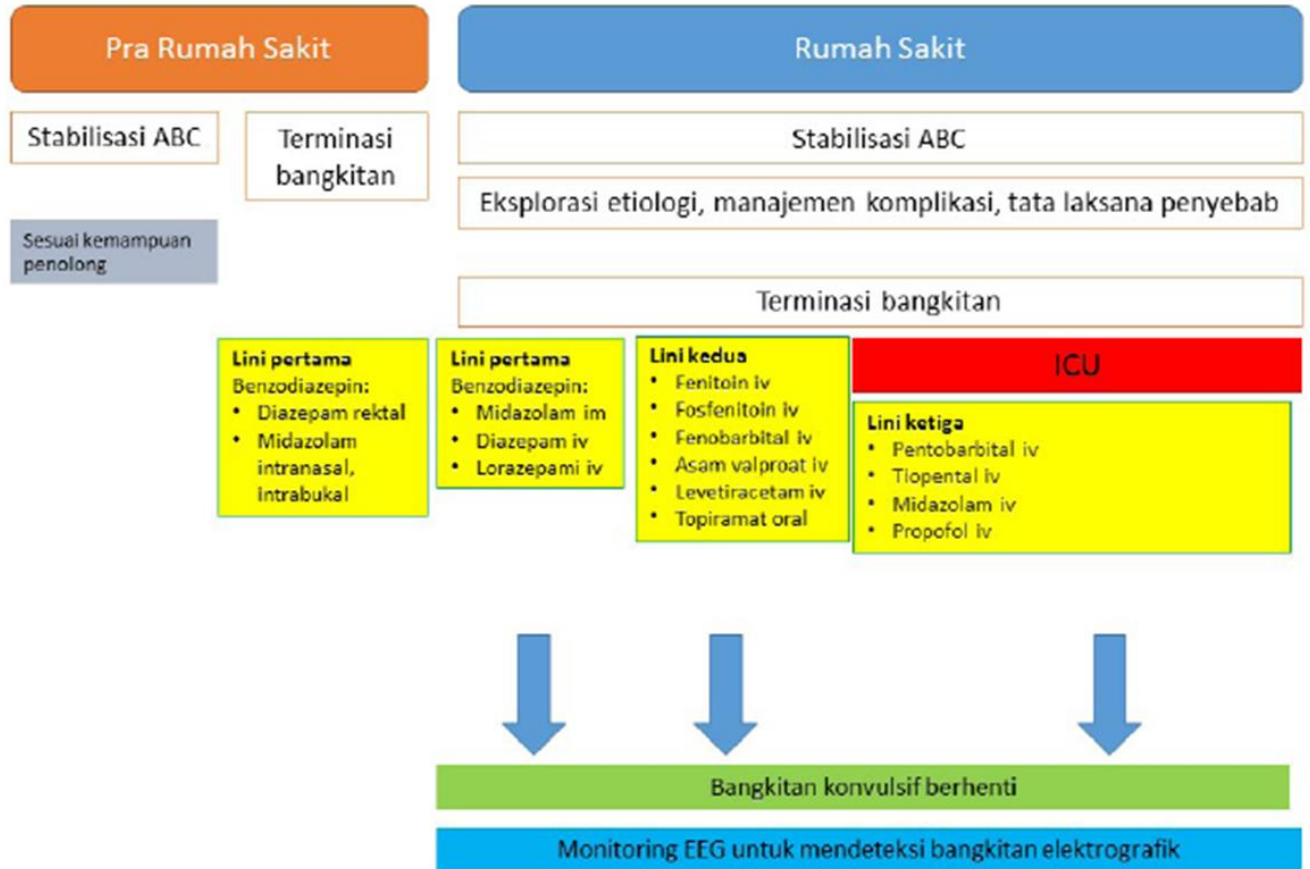 Pra Rumah Sakit
Rumah Sakit
Stabilisasi ABC
Terminasi
bangkitan
Stabilisasi ABC
Eksplorasi etiologi, manajemen komplikasi, tata laksana penyebab
Sesuai kemampuan
penolong
Terminasi bangkitan
Lini pertama
Benzodiazepin:
• Diazepam rektal
• Midazolam
intranasal,
intrabukal
Lini pertama
Benzodiazepin:
• Midazolam im
• Diazepam iv
• Lorazepami iv
Lini kedua
• Fenitoin iv
• Fosfenitoin iv
• Fenobarbital iv
• Asam valproat iv
• Levetiracetam iv
• Topiramat oral
ICU
Lini ketiga
• Pentobarbital iv
• Tiopental iv
• Midazolam iv
• Propofol iv
Bangkitan konvulsif berhenti
Monitoring EEG untuk mendeteksi bangkitan elektrografik